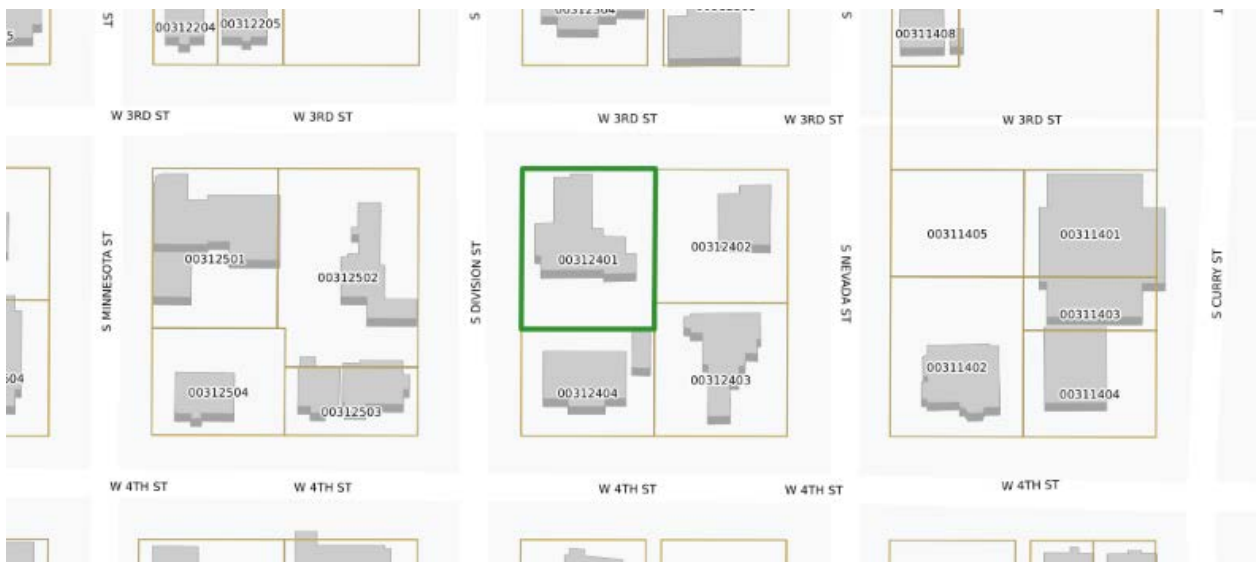 ST
S
S
00312204
00312205
00311408
W 3RD ST
W 3RD ST
W 3RD ST
W 3RD ST
W 3RD ST
S MINNESOTA ST
00312501
00312502
S DIVISION ST
00312401
00312402
S NEVADA ST
00311405
00311401
S CURRY ST
00311403
00312504
00312503
00312404
00312403
00311402
00311404
W 4TH ST
W 4TH ST
W 4TH ST
W 4TH ST
W 4TH ST